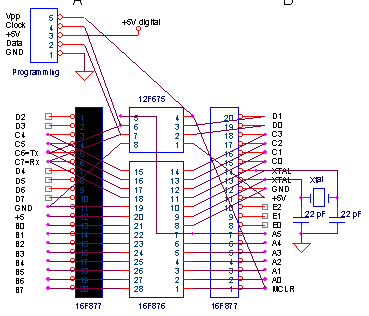 A B
Vpp 5
Clock 4
+5V 3
Data 2
GND 1
Programming
+5V digital
12F675
5 4
6 3
7 2
8 1
D2 20 D1
D3 19 D0
C4 18 C3
C5 17 C2
C6-Tx 16 C1
C7-Rx 15 15 14 15 C0
D4 16 13 14 XTAL
D5 17 12 13 XTAL
D6 18 11 12 GND
D7 19 10 11 +5V
GND 20 9 10 E2
+5 21 8 9 E1
B0 22 7 8 E0
B1 23 6 7 A5
B2 24 5 6 A4
B3 25 4 5 A3
B4 26 3 4 A2
B5 27 2 3 A1
B6 28 1 2 A0
B7 1 MCLR
16F877 16F876 16F877
Xtal
22 pF 22 pF